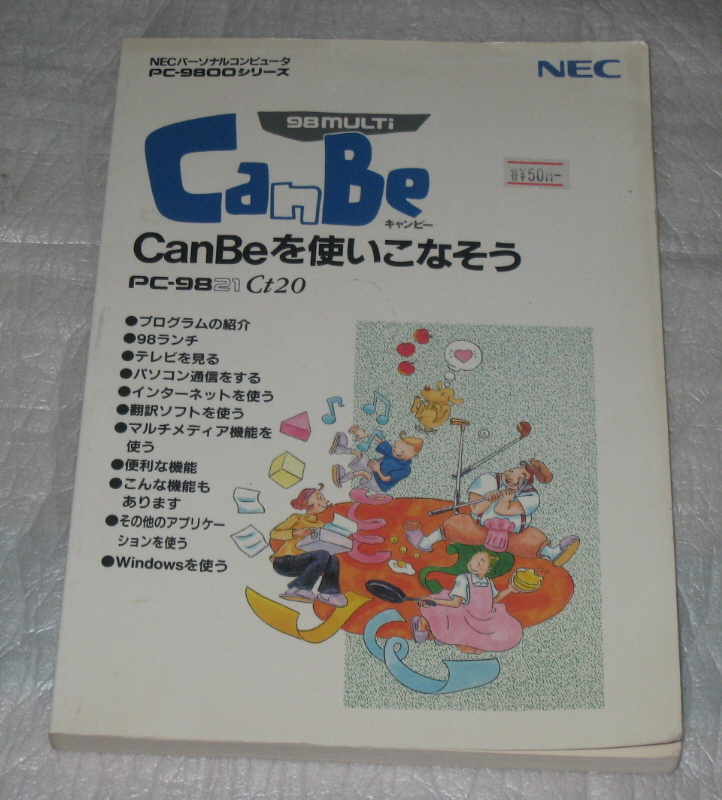 NECパーソナルコンピュータ
PC-9800シリーズ
NEC
98MULTi
CanBe
キャンビー
¥50円-
CanBeを使いこなそう
PC-9821 Ct20
●プログラムの紹介
●98ランチ
●テレビを見る
●パソコン通信をする
●インターネットを使う
●翻訳ソフトを使う
●マルチメディア機能を
使う
●便利な機能
●こんな機能も
あります
●その他のアプリケー
ションを使う
●Windowsを使う